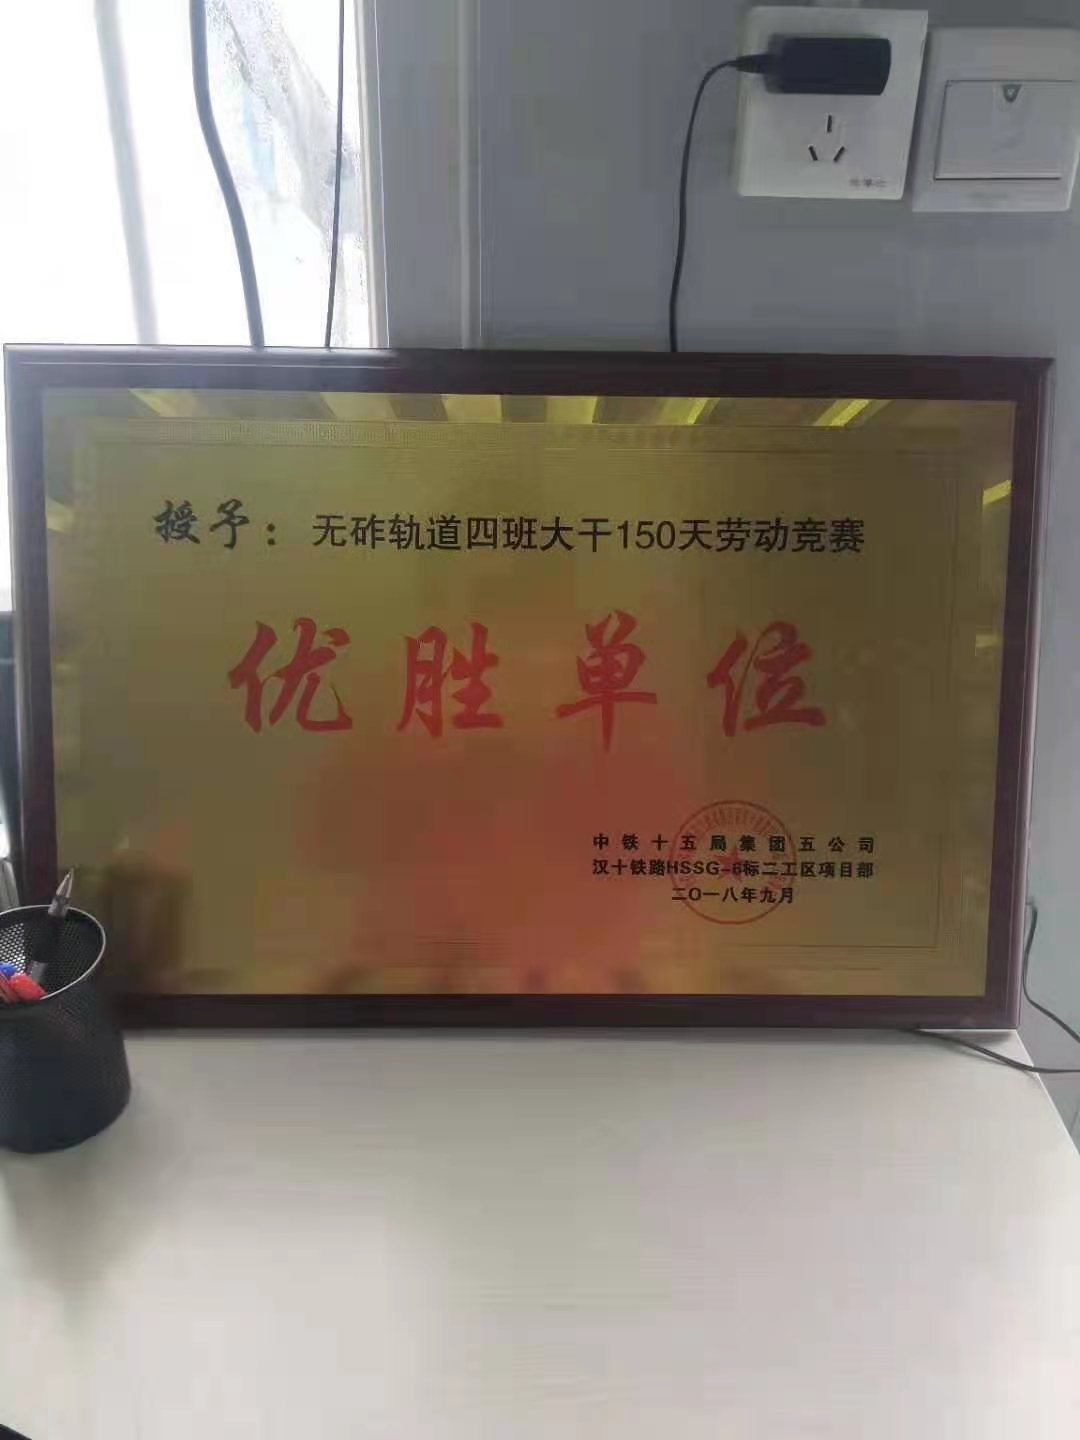 授予：无砟轨道四班大干150天劳动竞赛
优胜单位
中铁十五局集团五公司
汉十铁路HSSG-6标二工区项目部
二〇一八年九月